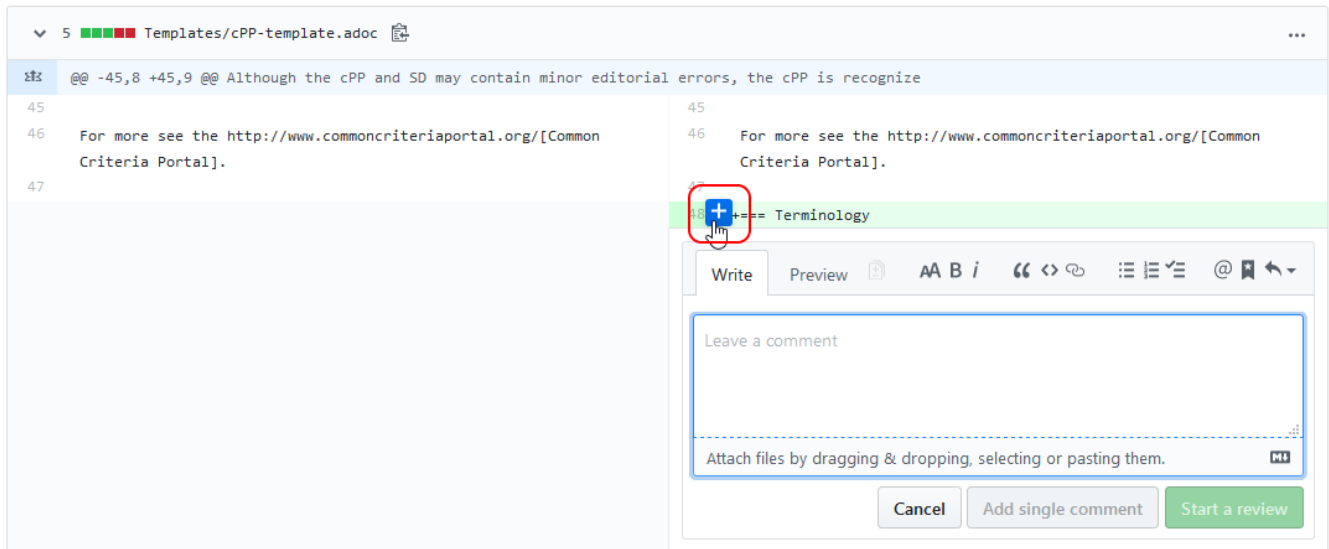 5 Templates/cPP-template.adoc
@@ -45,8 +45,9 @@ Although the cPP and SD may contain minor editorial errors, the cPP is recognize
45 45
46 For more see the http://www.commoncriteriaportal.org/[Common 46 For more see the http://www.commoncriteriaportal.org/[Common
Criteria Portal]. Criteria Portal].
47 47
48 +=== Terminology
Write Preview AA B i
Leave a comment
Attach files by dragging & dropping, selecting or pasting them. M↓
Cancel Add single comment Start a review